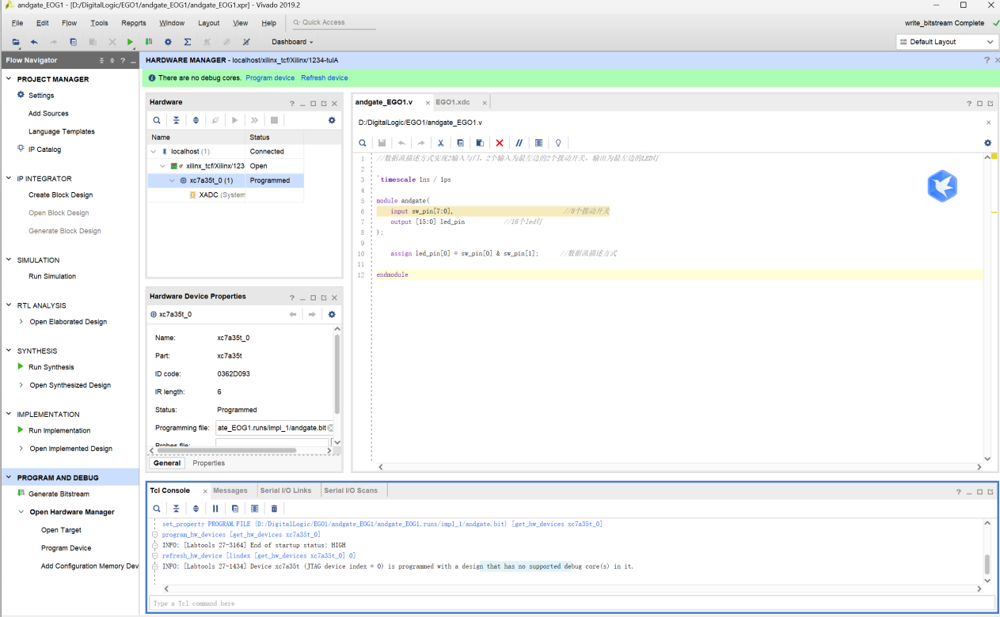 andgate_EOG1 - [D:/DigitalLogic/EGO1/andgate_EGO1/andgate_EGO1.xpr] - Vivado 2019.2
File Edit Flow Tools Reports Window Layout View Help Quick Access
write_bitstream Complete
Dashboard
Default Layout
Flow Navigator
PROJECT MANAGER
Settings
Add Sources
Language Templates
IP Catalog
IP INTEGRATOR
Create Block Design
Open Block Design
Generate Block Design
SIMULATION
Run Simulation
RTL ANALYSIS
Open Elaborated Design
SYNTHESIS
Run Synthesis
Open Synthesized Design
IMPLEMENTATION
Run Implementation
Open Implemented Design
PROGRAM AND DEBUG
Generate Bitstream
Open Hardware Manager
Open Target
Program Device
Add Configuration Memory Dev
HARDWARE MANAGER - localhost/xilinx_tcf/Xilinx/1234-tulA
There are no debug cores. Program device Refresh device
Hardware
Name Status
localhost (1) Connected
xilinx_tcf/Xilinx/123 Open
xc7a35t_0 (1) Programmed
XADC (System
Hardware Device Properties
xc7a35t_0
Name: xc7a35t_0
Part: xc7a35t
ID code: 0362D093
IR length: 6
Status: Programmed
Programming file: ate_EOG1.runs/impl_1/andgate.bit
Probes file:
General Properties
andgate_EGO1.v EGO1.xdc
D:/DigitalLogic/EGO1/andgate_EGO1.v
1 //数据流描述方式实现2输入与门，2个输入为最左边的2个拨动开关，输出为最左边的LED灯
2
3 `timescale 1ns / 1ps
4
5 module andgate(
6 input sw_pin[7:0], //8个拨动开关
7 output [15:0] led_pin //16个led灯
8 );
9
10 assign led_pin[0] = sw_pin[0] & sw_pin[1]; //数据流描述方式
11
12 endmodule
Tcl Console Messages Serial I/O Links Serial I/O Scans
set_property PROGRAM.FILE {D:/DigitalLogic/EGO1/andgate_EGO1/andgate_EOG1.runs/impl_1/andgate.bit} [get_hw_devices xc7a35t_0]
program_hw_devices [get_hw_devices xc7a35t_0]
INFO: [Labtools 27-3164] End of startup status: HIGH
refresh_hw_device [lindex [get_hw_devices xc7a35t_0] 0]
INFO: [Labtools 27-1434] Device xc7a35t (JTAG device index = 0) is programmed with a design that has no supported debug core(s) in it.
Type a Tcl command here